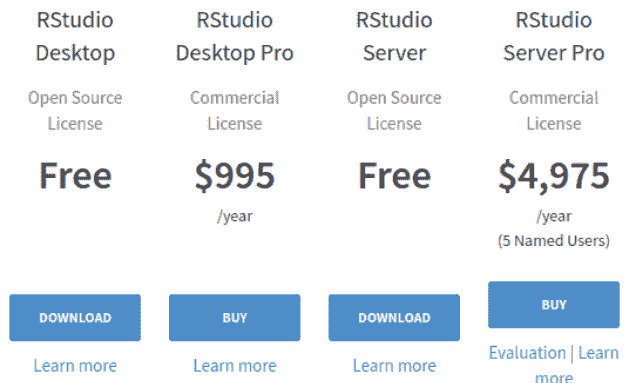 RStudio
Desktop
Open Source
License
Free
DOWNLOAD
Learn more
RStudio
Desktop Pro
Commercial
License
$995
/year
BUY
Learn more
RStudio
Server
Open Source
License
Free
DOWNLOAD
Learn more
RStudio
Server Pro
Commercial
License
$4,975
/year
(5 Named Users)
BUY
Evaluation | Learn
more